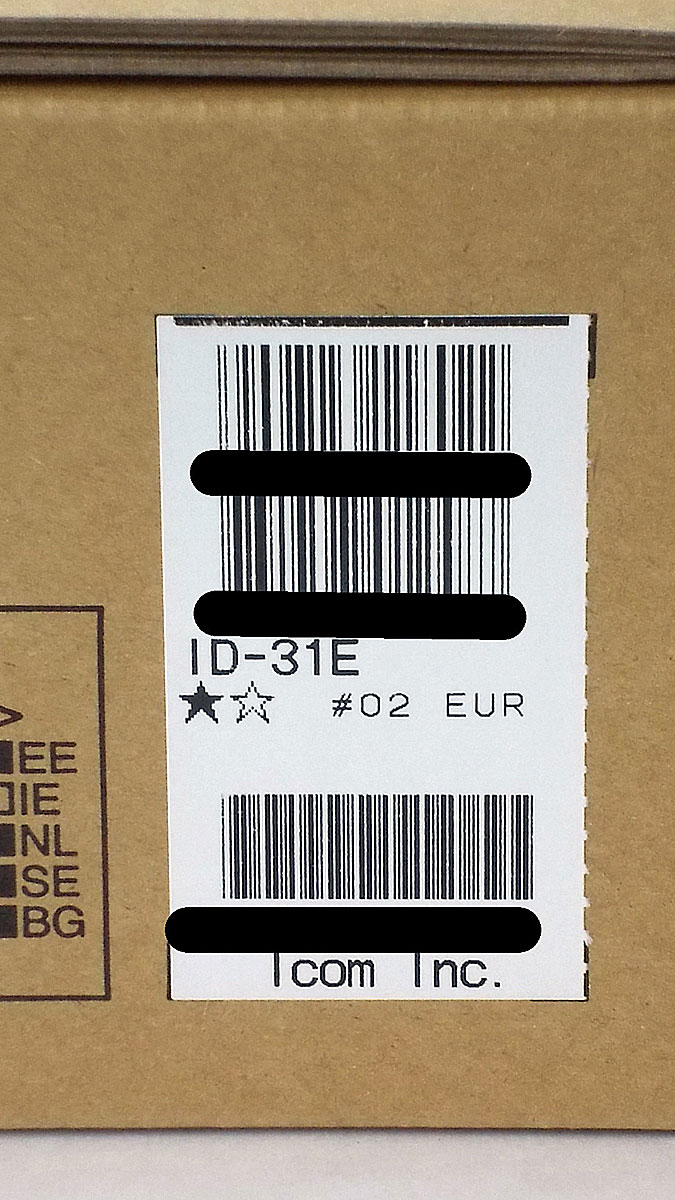 ID-31E
★☆ #02 EUR
Icom Inc.
>
EE
IE
NL
SE
BG